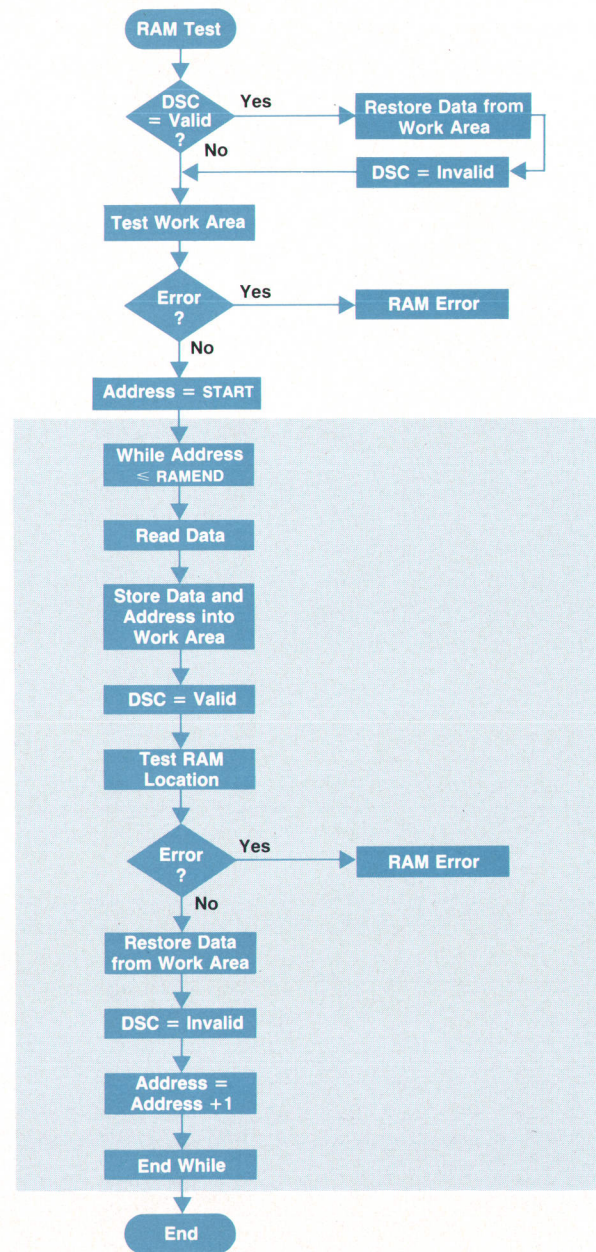 RAM Test
DSC
= Valid
?
Yes
Restore Data from
Work Area
No
DSC = Invalid
Test Work Area
Error
?
Yes
RAM Error
No
Address = START
While Address
≤ RAMEND
Read Data
Store Data and
Address into
Work Area
DSC = Valid
Test RAM
Location
Error
?
Yes
RAM Error
No
Restore Data
from Work Area
DSC = Invalid
Address =
Address +1
End While
End